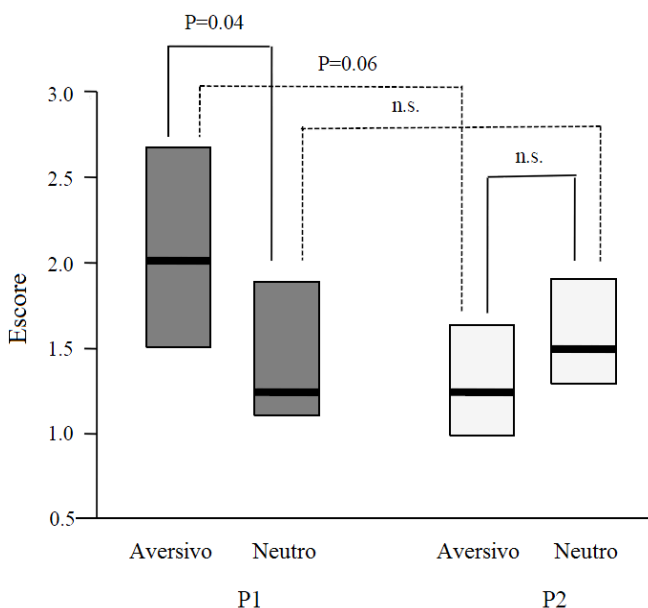 P=0.04
P=0.06
n.s.
n.s.
3.0
2.5
2.0
1.5
1.0
0.5
Escore
Aversivo Neutro Aversivo Neutro
P1 P2